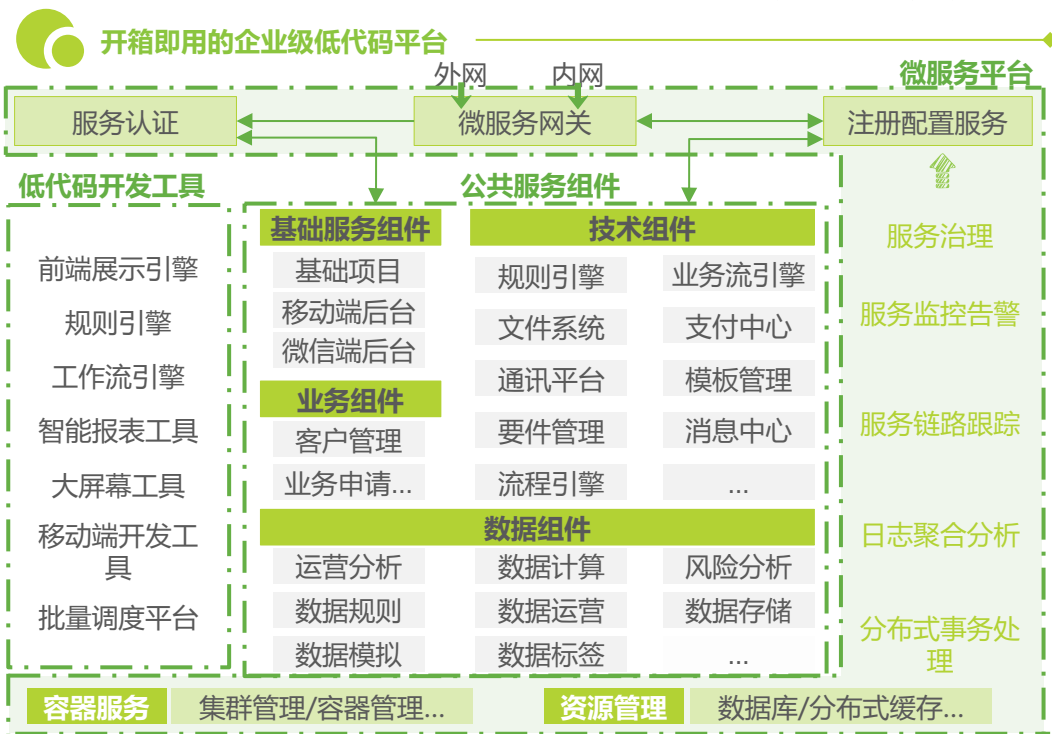 开箱即用的企业级低代码平台
外网
内网
微服务平台
服务认证
微服务网关
注册配置服务
低代码开发工具
前端展示引擎
规则引擎
工作流引擎
智能报表工具
大屏幕工具
移动端开发工
具
批量调度平台
公共服务组件
基础服务组件
基础项目
移动端后台
微信端后台
业务组件
客户管理
业务申请...
技术组件
规则引擎
业务流引擎
文件系统
支付中心
通讯平台
模板管理
要件管理
消息中心
流程引擎
...
数据组件
运营分析
数据计算
风险分析
数据规则
数据运营
数据存储
数据模拟
数据标签
...
服务治理
服务监控告警
服务链路跟踪
日志聚合分析
分布式事务处
理
容器服务
集群管理/容器管理...
资源管理
数据库/分布式缓存...